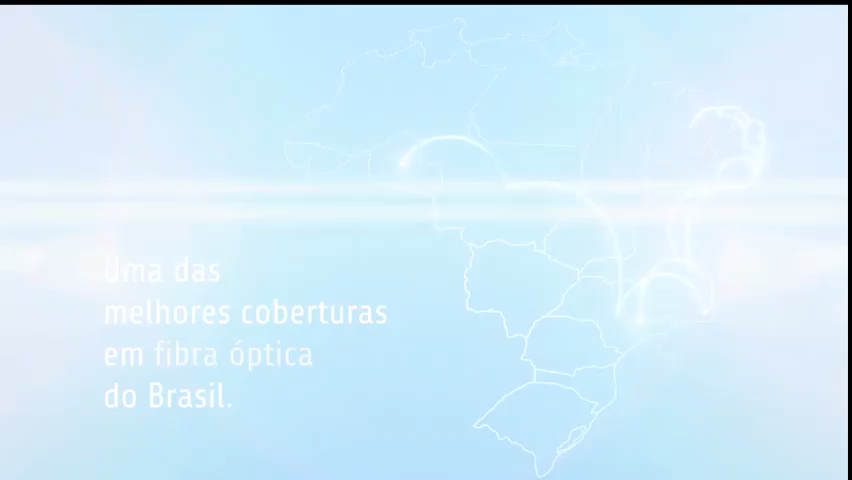 Uma das
melhores coberturas
em fibra óptica
do Brasil.